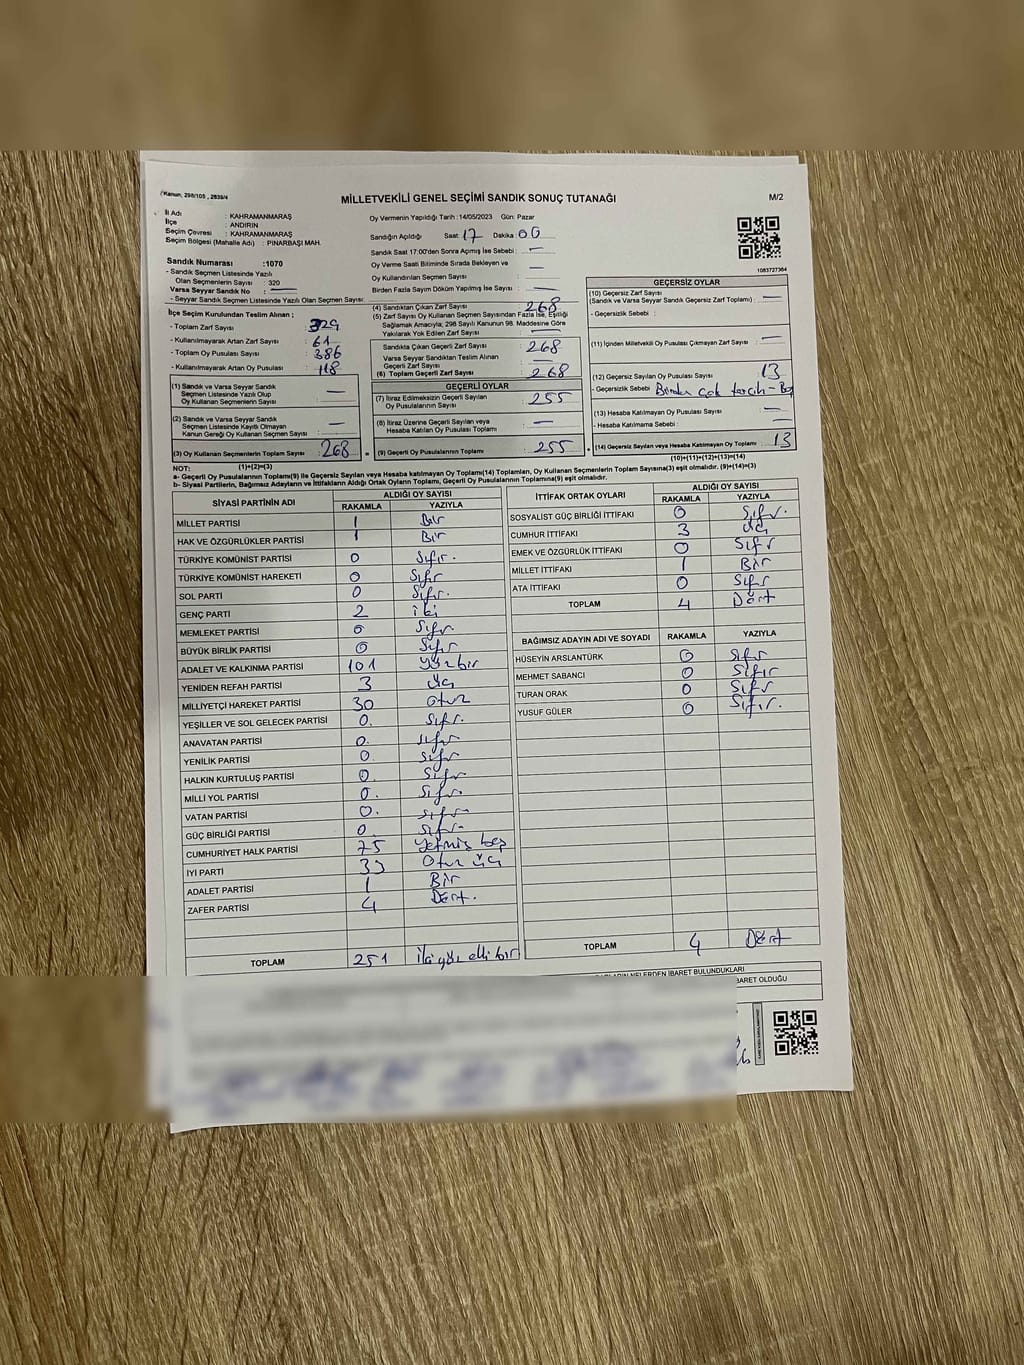 Kanun, 298/105 , 2839/4
MİLLETVEKİLİ GENEL SEÇİMİ SANDIK SONUÇ TUTANAĞI
M/2
İl Adı : KAHRAMANMARAŞ
İlçe : ANDIRIN
Seçim Çevresi : KAHRAMANMARAŞ
Seçim Bölgesi (Mahalle Adı) : PINARBAŞI MAH.
Oy Vermenin Yapıldığı Tarih :14/05/2023 Gün: Pazar
Sandığın Açıldığı Saat: 17 Dakika: 00
Sandık Saat 17:00'den Sonra Açmış İse Sebebi : —
Oy Verme Saati Bitiminde Sırada Bekleyen ve
Oy Kullandırılan Seçmen Sayısı : —
Birden Fazla Sayım Döküm Yapılmış İse Sayısı : —
1083727364
Sandık Numarası :1070
- Sandık Seçmen Listesinde Yazılı
Olan Seçmenlerin Sayısı : 320
Varsa Seyyar Sandık No : —
- Seyyar Sandık Seçmen Listesinde Yazılı Olan Seçmen Sayısı:
İlçe Seçim Kurulundan Teslim Alınan ;
- Toplam Zarf Sayısı : 329
- Kullanılmayarak Artan Zarf Sayısı : 61
- Toplam Oy Pusulası Sayısı : 386
- Kullanılmayarak Artan Oy Pusulası : 118
(1) Sandık ve Varsa Seyyar Sandık
Seçmen Listesinde Yazılı Olup
Oy Kullanan Seçmenlerin Sayısı : —
(2) Sandık ve Varsa Seyyar Sandık
Seçmen Listesinde Kayıtlı Olmayan
Kanun Gereği Oy Kullanan Seçmen Sayısı : —
(3) Oy Kullanan Seçmenlerin Toplam Sayısı : 268
(1)+(2)=(3)
(4) Sandıktan Çıkan Zarf Sayısı : 268
(5) Zarf Sayısı Oy Kullanan Seçmen Sayısından Fazla İse, Eşitliği
Sağlamak Amacıyla; 298 Sayılı Kanunun 98. Maddesine Göre
Yakılarak Yok Edilen Zarf Sayısı : —
Sandıkta Çıkan Geçerli Zarf Sayısı : 268
Varsa Seyyar Sandıktan Teslim Alınan
Geçerli Zarf Sayısı : —
(6) Toplam Geçerli Zarf Sayısı : 268
GEÇERLİ OYLAR
(7) İtiraz Edilmeksizin Geçerli Sayılan
Oy Pusulalarının Sayısı : 255
(8) İtiraz Üzerine Geçerli Sayılan veya
Hesaba Katılan Oy Pusulası Toplamı : —
(9) Geçerli Oy Pusulalarının Toplamı : 255
GEÇERSİZ OYLAR
(10) Geçersiz Zarf Sayısı
(Sandık ve Varsa Seyyar Sandık Geçersiz Zarf Toplamı) : —
- Geçersizlik Sebebi :
(11) İçinden Milletvekili Oy Pusulası Çıkmayan Zarf Sayısı : —
(12) Geçersiz Sayılan Oy Pusulası Sayısı : 13
- Geçersizlik Sebebi : Birden çok tercih - Boş
(13) Hesaba Katılmayan Oy Pusulası Sayısı : —
- Hesaba Katılmama Sebebi : —
(14) Geçersiz Sayılan veya Hesaba Katılmayan Oy Toplamı : 13
(10)+(11)+(12)+(13)=(14)
NOT:
a- Geçerli Oy Pusulalarının Toplamı(9) ile Geçersiz Sayılan veya Hesaba katılmayan Oy Toplamı(14) Toplamları, Oy Kullanan Seçmenlerin Toplam Sayısına(3) eşit olmalıdır. (9)+(14)=(3)
b- Siyasi Partilerin, Bağımsız Adayların ve İttifakların Aldığı Ortak Oyların Toplamı, Geçerli Oy Pusulalarının Toplamına(9) eşit olmalıdır.
SİYASİ PARTİNİN ADI ALDIĞI OY SAYISI
RAKAMLA YAZIYLA
MİLLET PARTİSİ 1 Bir
HAK VE ÖZGÜRLÜKLER PARTİSİ 1 Bir
TÜRKİYE KOMÜNİST PARTİSİ 0 Sıfır.
TÜRKİYE KOMÜNİST HAREKETİ 0 Sıfır
SOL PARTİ 0 Sıfır.
GENÇ PARTİ 2 iki
MEMLEKET PARTİSİ 0 Sıfır
BÜYÜK BİRLİK PARTİSİ 0 Sıfır
ADALET VE KALKINMA PARTİSİ 101 Yüz bir
YENİDEN REFAH PARTİSİ 3 Üç
MİLLİYETÇİ HAREKET PARTİSİ 30 Otuz
YEŞİLLER VE SOL GELECEK PARTİSİ 0. Sıfır.
ANAVATAN PARTİSİ 0. Sıfır
YENİLİK PARTİSİ 0. Sıfır
HALKIN KURTULUŞ PARTİSİ 0. Sıfır
MİLLİ YOL PARTİSİ 0. Sıfır
VATAN PARTİSİ 0. Sıfır
GÜÇ BİRLİĞİ PARTİSİ 0. Sıfır
CUMHURİYET HALK PARTİSİ 75 Yetmiş beş
İYİ PARTİ 33 Otuz üç
ADALET PARTİSİ 1 Bir
ZAFER PARTİSİ 4 Dört.
TOPLAM 251 İki yüz elli bir
İTTİFAK ORTAK OYLARI ALDIĞI OY SAYISI
RAKAMLA YAZIYLA
SOSYALİST GÜÇ BİRLİĞİ İTTİFAKI 0 Sıfır.
CUMHUR İTTİFAKI 3 Üç
EMEK VE ÖZGÜRLÜK İTTİFAKI 0 Sıfır
MİLLET İTTİFAKI 1 Bir
ATA İTTİFAKI 0 Sıfır
TOPLAM 4 Dört
BAĞIMSIZ ADAYIN ADI VE SOYADI RAKAMLA YAZIYLA
HÜSEYİN ARSLANTÜRK 0 Sıfır
MEHMET SABANCI 0 Sıfır
TURAN ORAK 0 Sıfır
YUSUF GÜLER 0 Sıfır.
TOPLAM 4 Dört
NELERDEN İBARET BULUNDUKLARI
İBARET OLDUĞU